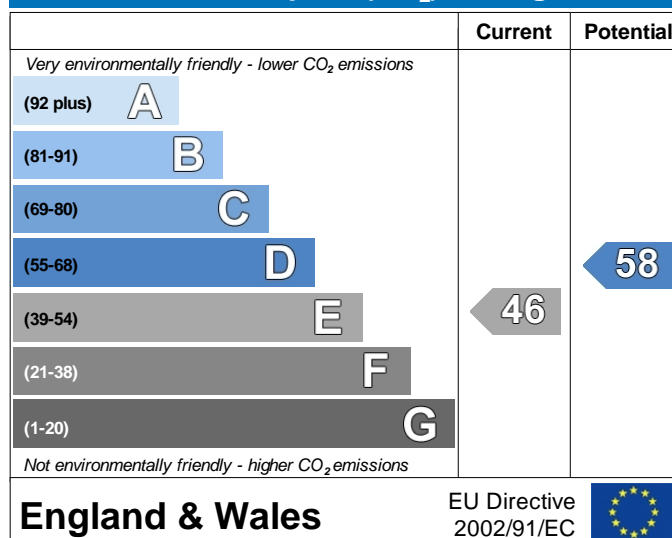 Current Potential
Very environmentally friendly - lower CO₂ emissions
(92 plus) A
(81-91) B
(69-80) C
(55-68) D 58
(39-54) E 46
(21-38) F
(1-20) G
Not environmentally friendly - higher CO₂ emissions
England & Wales
EU Directive
2002/91/EC